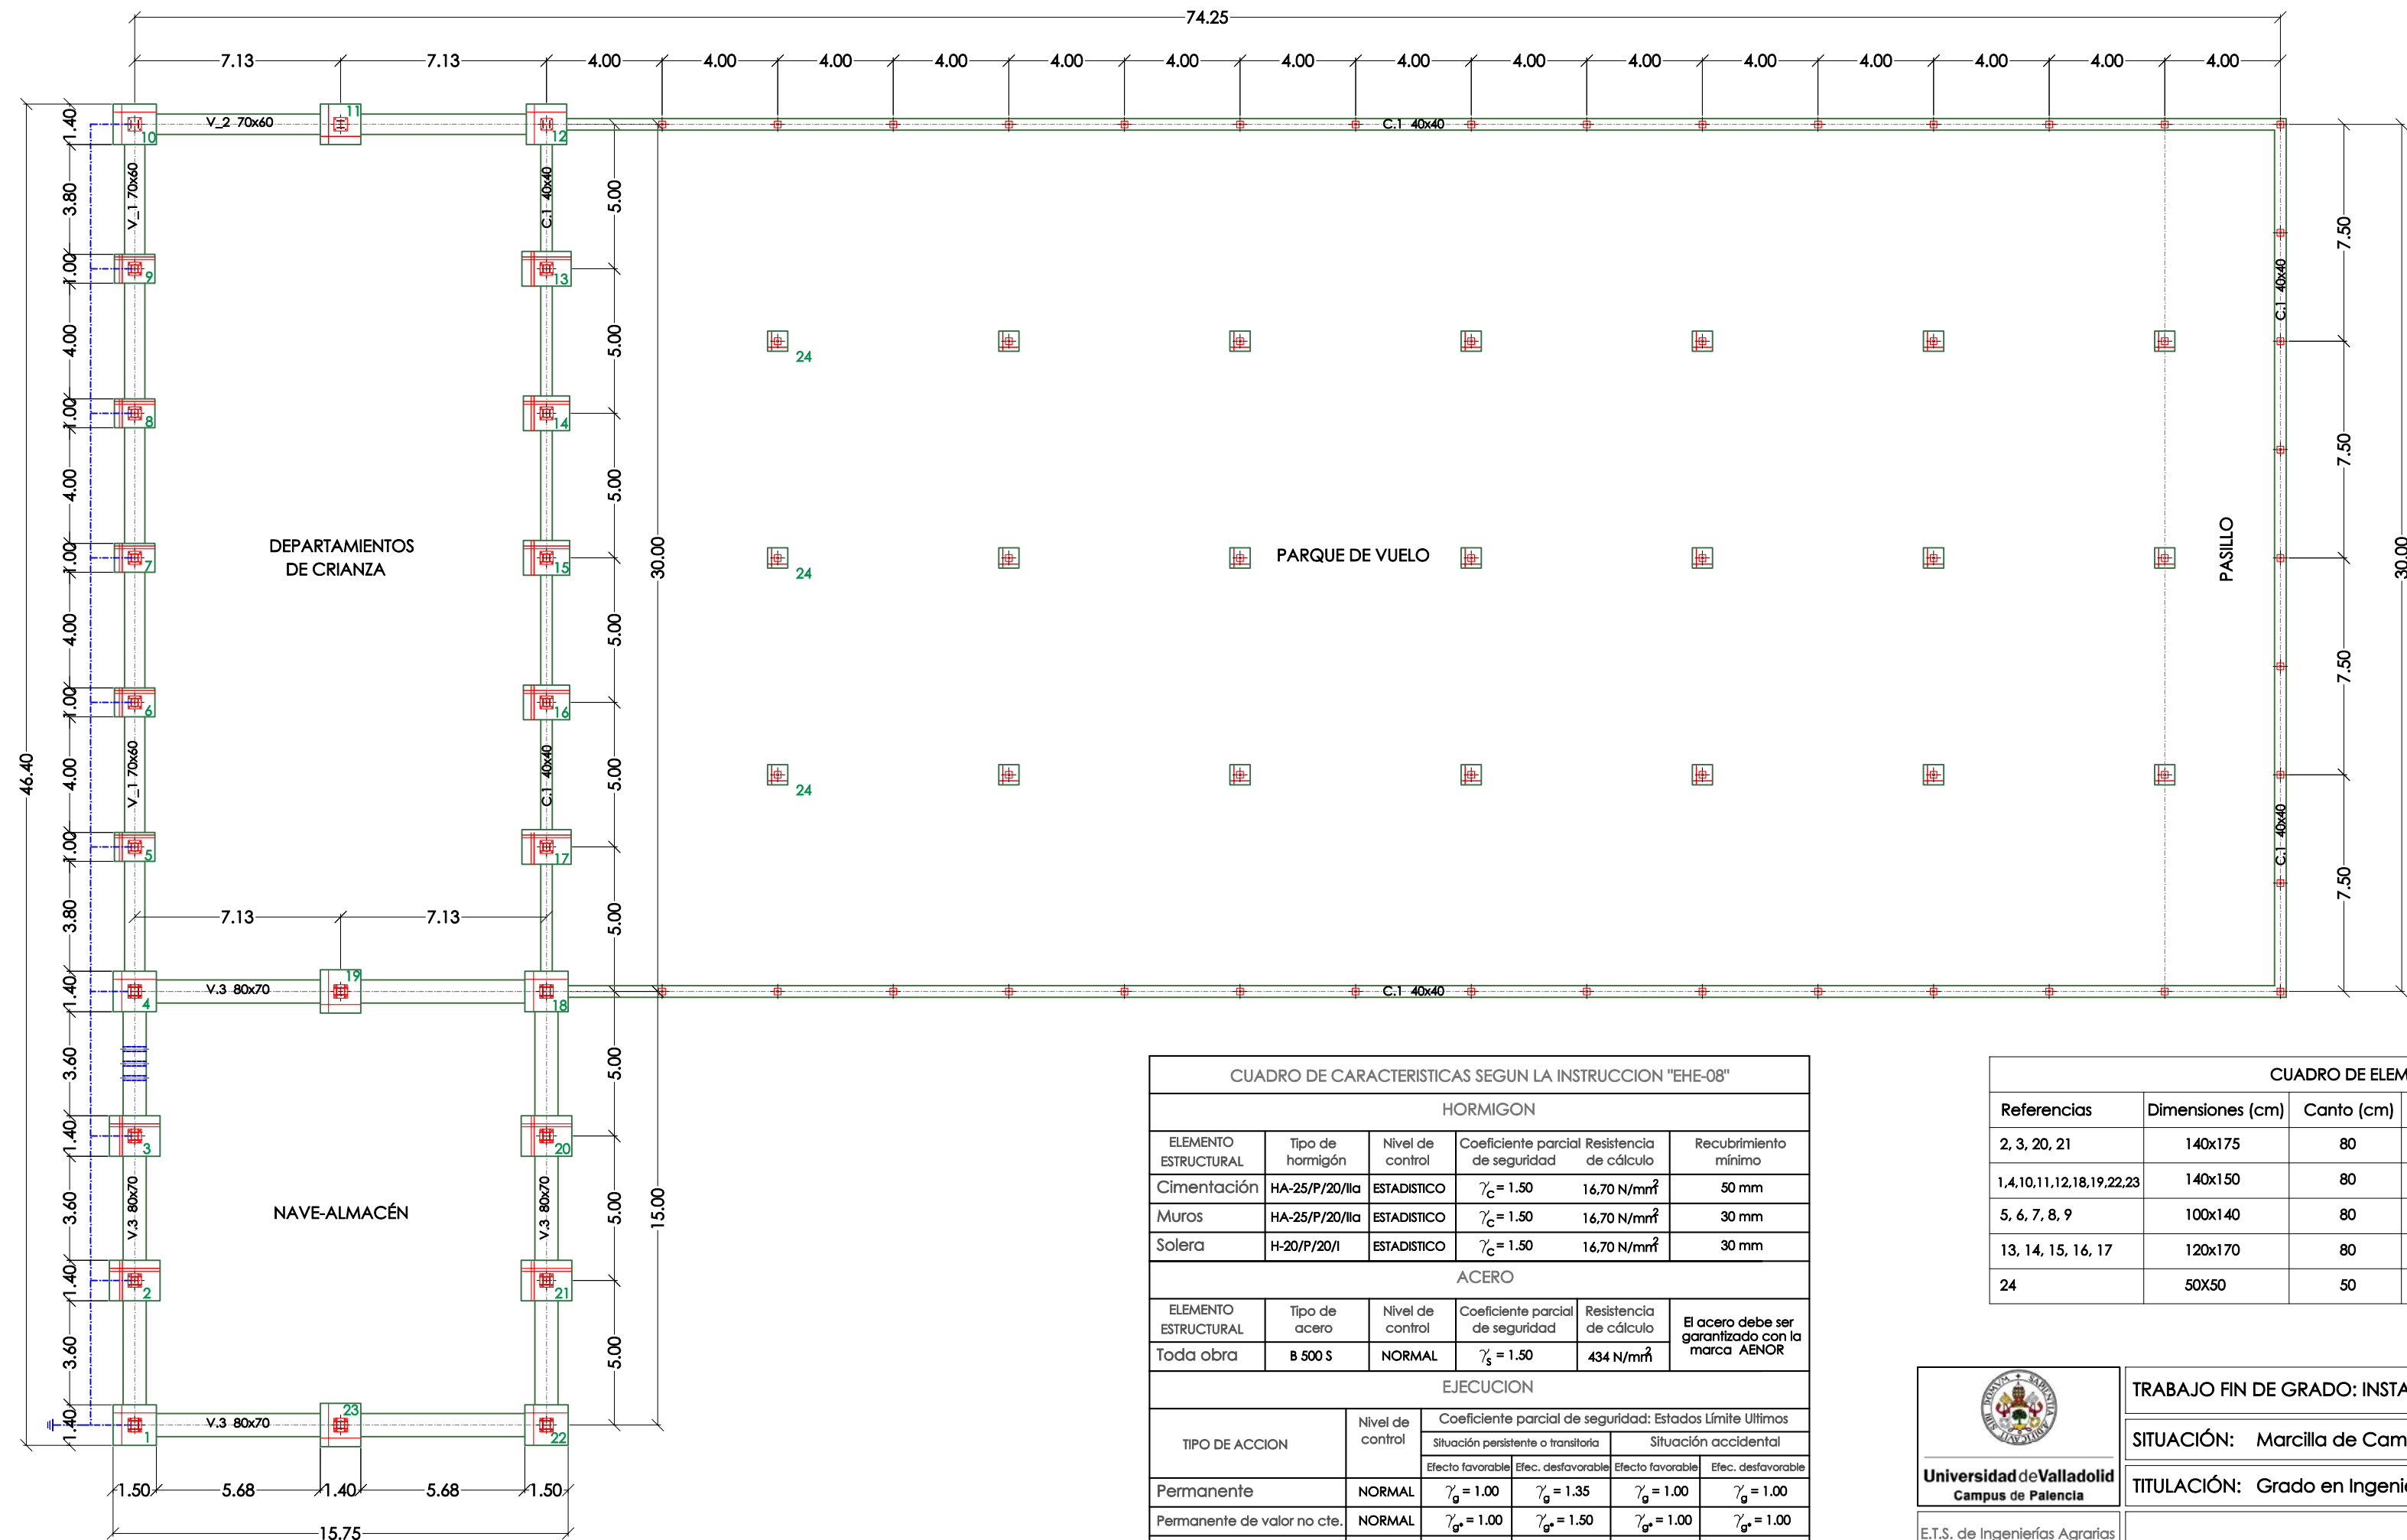 74.25
7.13 7.13 4.00 4.00 4.00 4.00 4.00 4.00 4.00 4.00 4.00 4.00 4.00 4.00 4.00 4.00 4.00
1.40 V_2 70x60 11 10 12 C.1 40x40
3.80 V_1 70x60 C.1 40x40 5.00 7.50
1.00 9 13 C.1 40x40
4.00 5.00 24
1.00 8 14
4.00 5.00 7.50
DEPARTAMIENTOS
DE CRIANZA
1.00 7 15 30.00 24 PARQUE DE VUELO PASILLO 30.00
4.00 5.00 7.50
1.00 6 16
46.40 4.00 V_1 70x60 C.1 40x40 5.00 24
1.00 5 17 C.1 40x40 7.50
3.80 7.13 7.13 5.00
1.40 V.3 80x70 19 4 18 C.1 40x40
3.60 5.00
1.40 3 20
3.60 V.3 80x70 NAVE-ALMACÉN V.3 80x70 5.00 15.00
1.40 2 21
3.60 5.00
1.40 V.3 80x70 23 1 22
1.50 5.68 1.40 5.68 1.50
15.75
CUADRO DE CARACTERISTICAS SEGUN LA INSTRUCCION "EHE-08"
HORMIGON
ELEMENTO ESTRUCTURAL Tipo de hormigón Nivel de control Coeficiente parcial de seguridad Resistencia de cálculo Recubrimiento mínimo
Cimentación HA-25/P/20/IIa ESTADISTICO γc = 1.50 16,70 N/mm² 50 mm
Muros HA-25/P/20/IIa ESTADISTICO γc = 1.50 16,70 N/mm² 30 mm
Solera H-20/P/20/I ESTADISTICO γc = 1.50 16,70 N/mm² 30 mm
ACERO
ELEMENTO ESTRUCTURAL Tipo de acero Nivel de control Coeficiente parcial de seguridad Resistencia de cálculo El acero debe ser garantizado con la marca AENOR
Toda obra B 500 S NORMAL γs = 1.50 434 N/mm²
EJECUCION
TIPO DE ACCION Nivel de control Coeficiente parcial de seguridad: Estados Límite Ultimos
Situación persistente o transitoria Situación accidental
Efecto favorable Efec. desfavorable Efecto favorable Efec. desfavorable
Permanente NORMAL γg = 1.00 γg = 1.35 γg = 1.00 γg = 1.00
Permanente de valor no cte. NORMAL γg* = 1.00 γg* = 1.50 γg* = 1.00 γg* = 1.00
CUADRO DE ELEM
Referencias Dimensiones (cm) Canto (cm)
2, 3, 20, 21 140x175 80
1,4,10,11,12,18,19,22,23 140x150 80
5, 6, 7, 8, 9 100x140 80
13, 14, 15, 16, 17 120x170 80
24 50X50 50
Universidad de Valladolid
Campus de Palencia
E.T.S. de Ingenierías Agrarias
TRABAJO FIN DE GRADO: INSTA
SITUACIÓN: Marcilla de Cam
TITULACIÓN: Grado en Ingeni